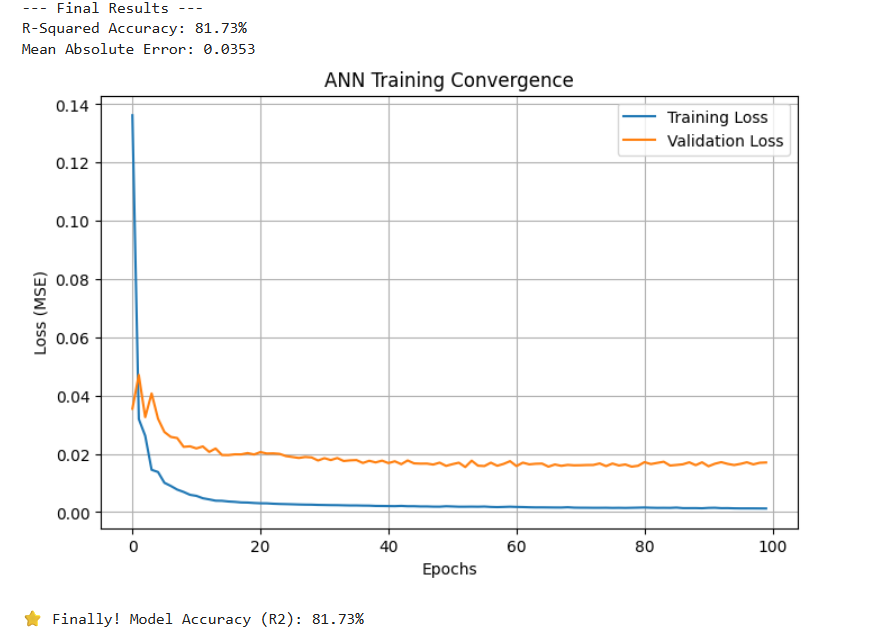 --- Final Results ---
R-Squared Accuracy: 81.73%
Mean Absolute Error: 0.0353
ANN Training Convergence
Training Loss
Validation Loss
0.14
0.12
0.10
0.08
0.06
0.04
0.02
0.00
Loss (MSE)
0 20 40 60 80 100
Epochs
⭐ Finally! Model Accuracy (R2): 81.73%